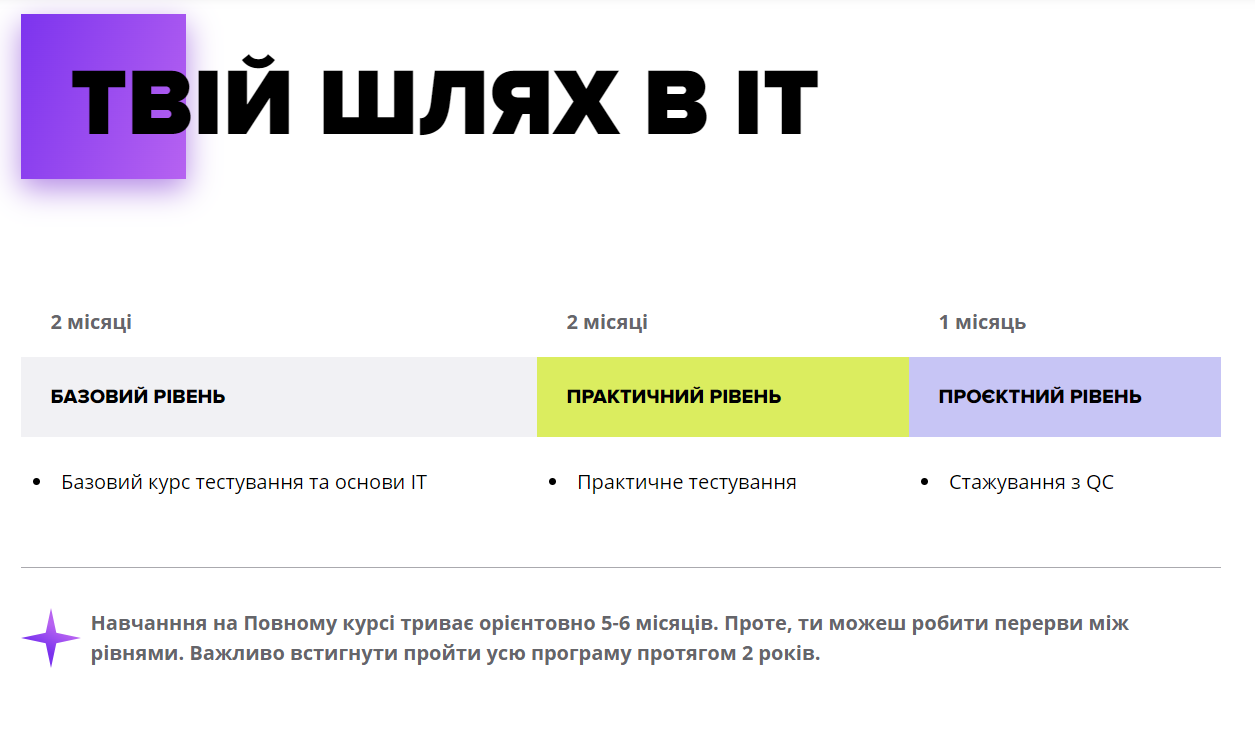 ТВІЙ ШЛЯХ В ІТ
2 місяці
2 місяці
1 місяць
БАЗОВИЙ РІВЕНЬ
ПРАКТИЧНИЙ РІВЕНЬ
ПРОЄКТНИЙ РІВЕНЬ
Базовий курс тестування та основи ІТ
Практичне тестування
Стажування з QC
Навчанння на Повному курсі триває орієнтовно 5-6 місяців. Проте, ти можеш робити перерви між
рівнями. Важливо встигнути пройти усю програму протягом 2 років.